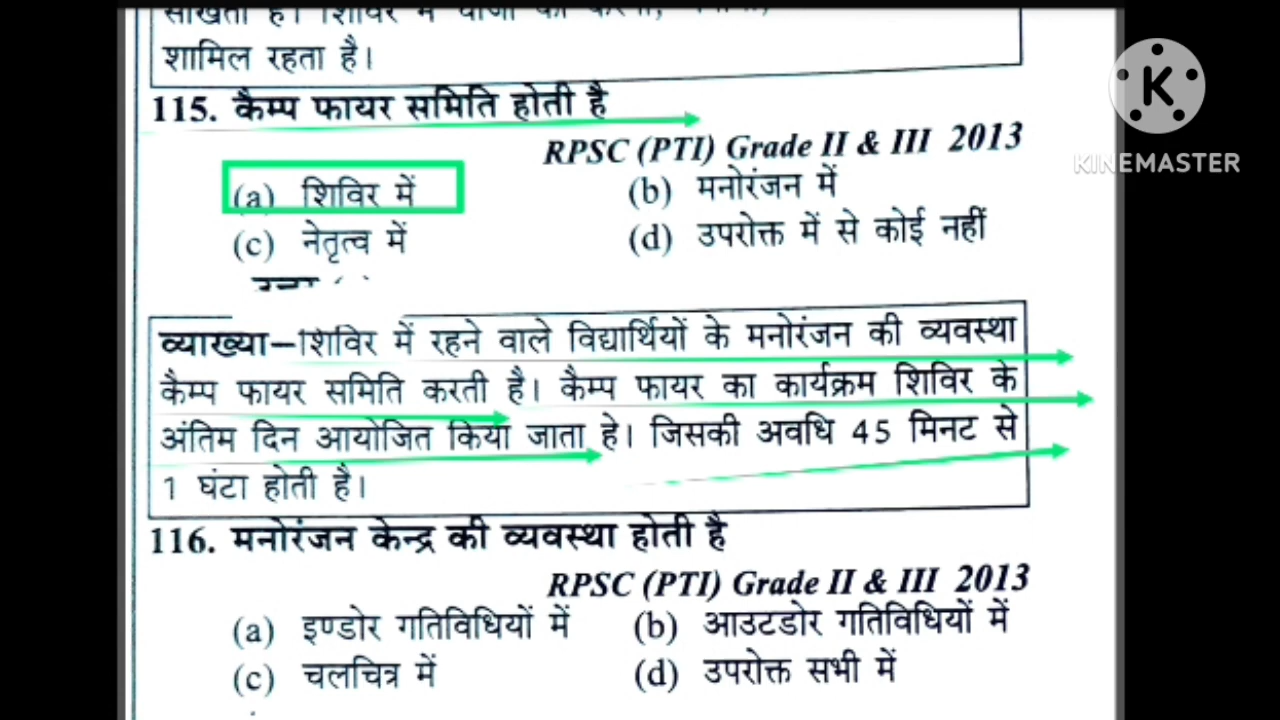 शामिल रहता है।
115. कैम्प फायर समिति होती है
RPSC (PTI) Grade II & III 2013
(a) शिविर में (b) मनोरंजन में
(c) नेतृत्व में (d) उपरोक्त में से कोई नहीं
व्याख्या–शिविर में रहने वाले विद्यार्थियों के मनोरंजन की व्यवस्था
कैम्प फायर समिति करती है। कैम्प फायर का कार्यक्रम शिविर के
अंतिम दिन आयोजित किया जाता हे। जिसकी अवधि 45 मिनट से
1 घंटा होती है।
116. मनोरंजन केन्द्र की व्यवस्था होती है
RPSC (PTI) Grade II & III 2013
(a) इण्डोर गतिविधियों में (b) आउटडोर गतिविधियों में
(c) चलचित्र में (d) उपरोक्त सभी में
K
KINEMASTER